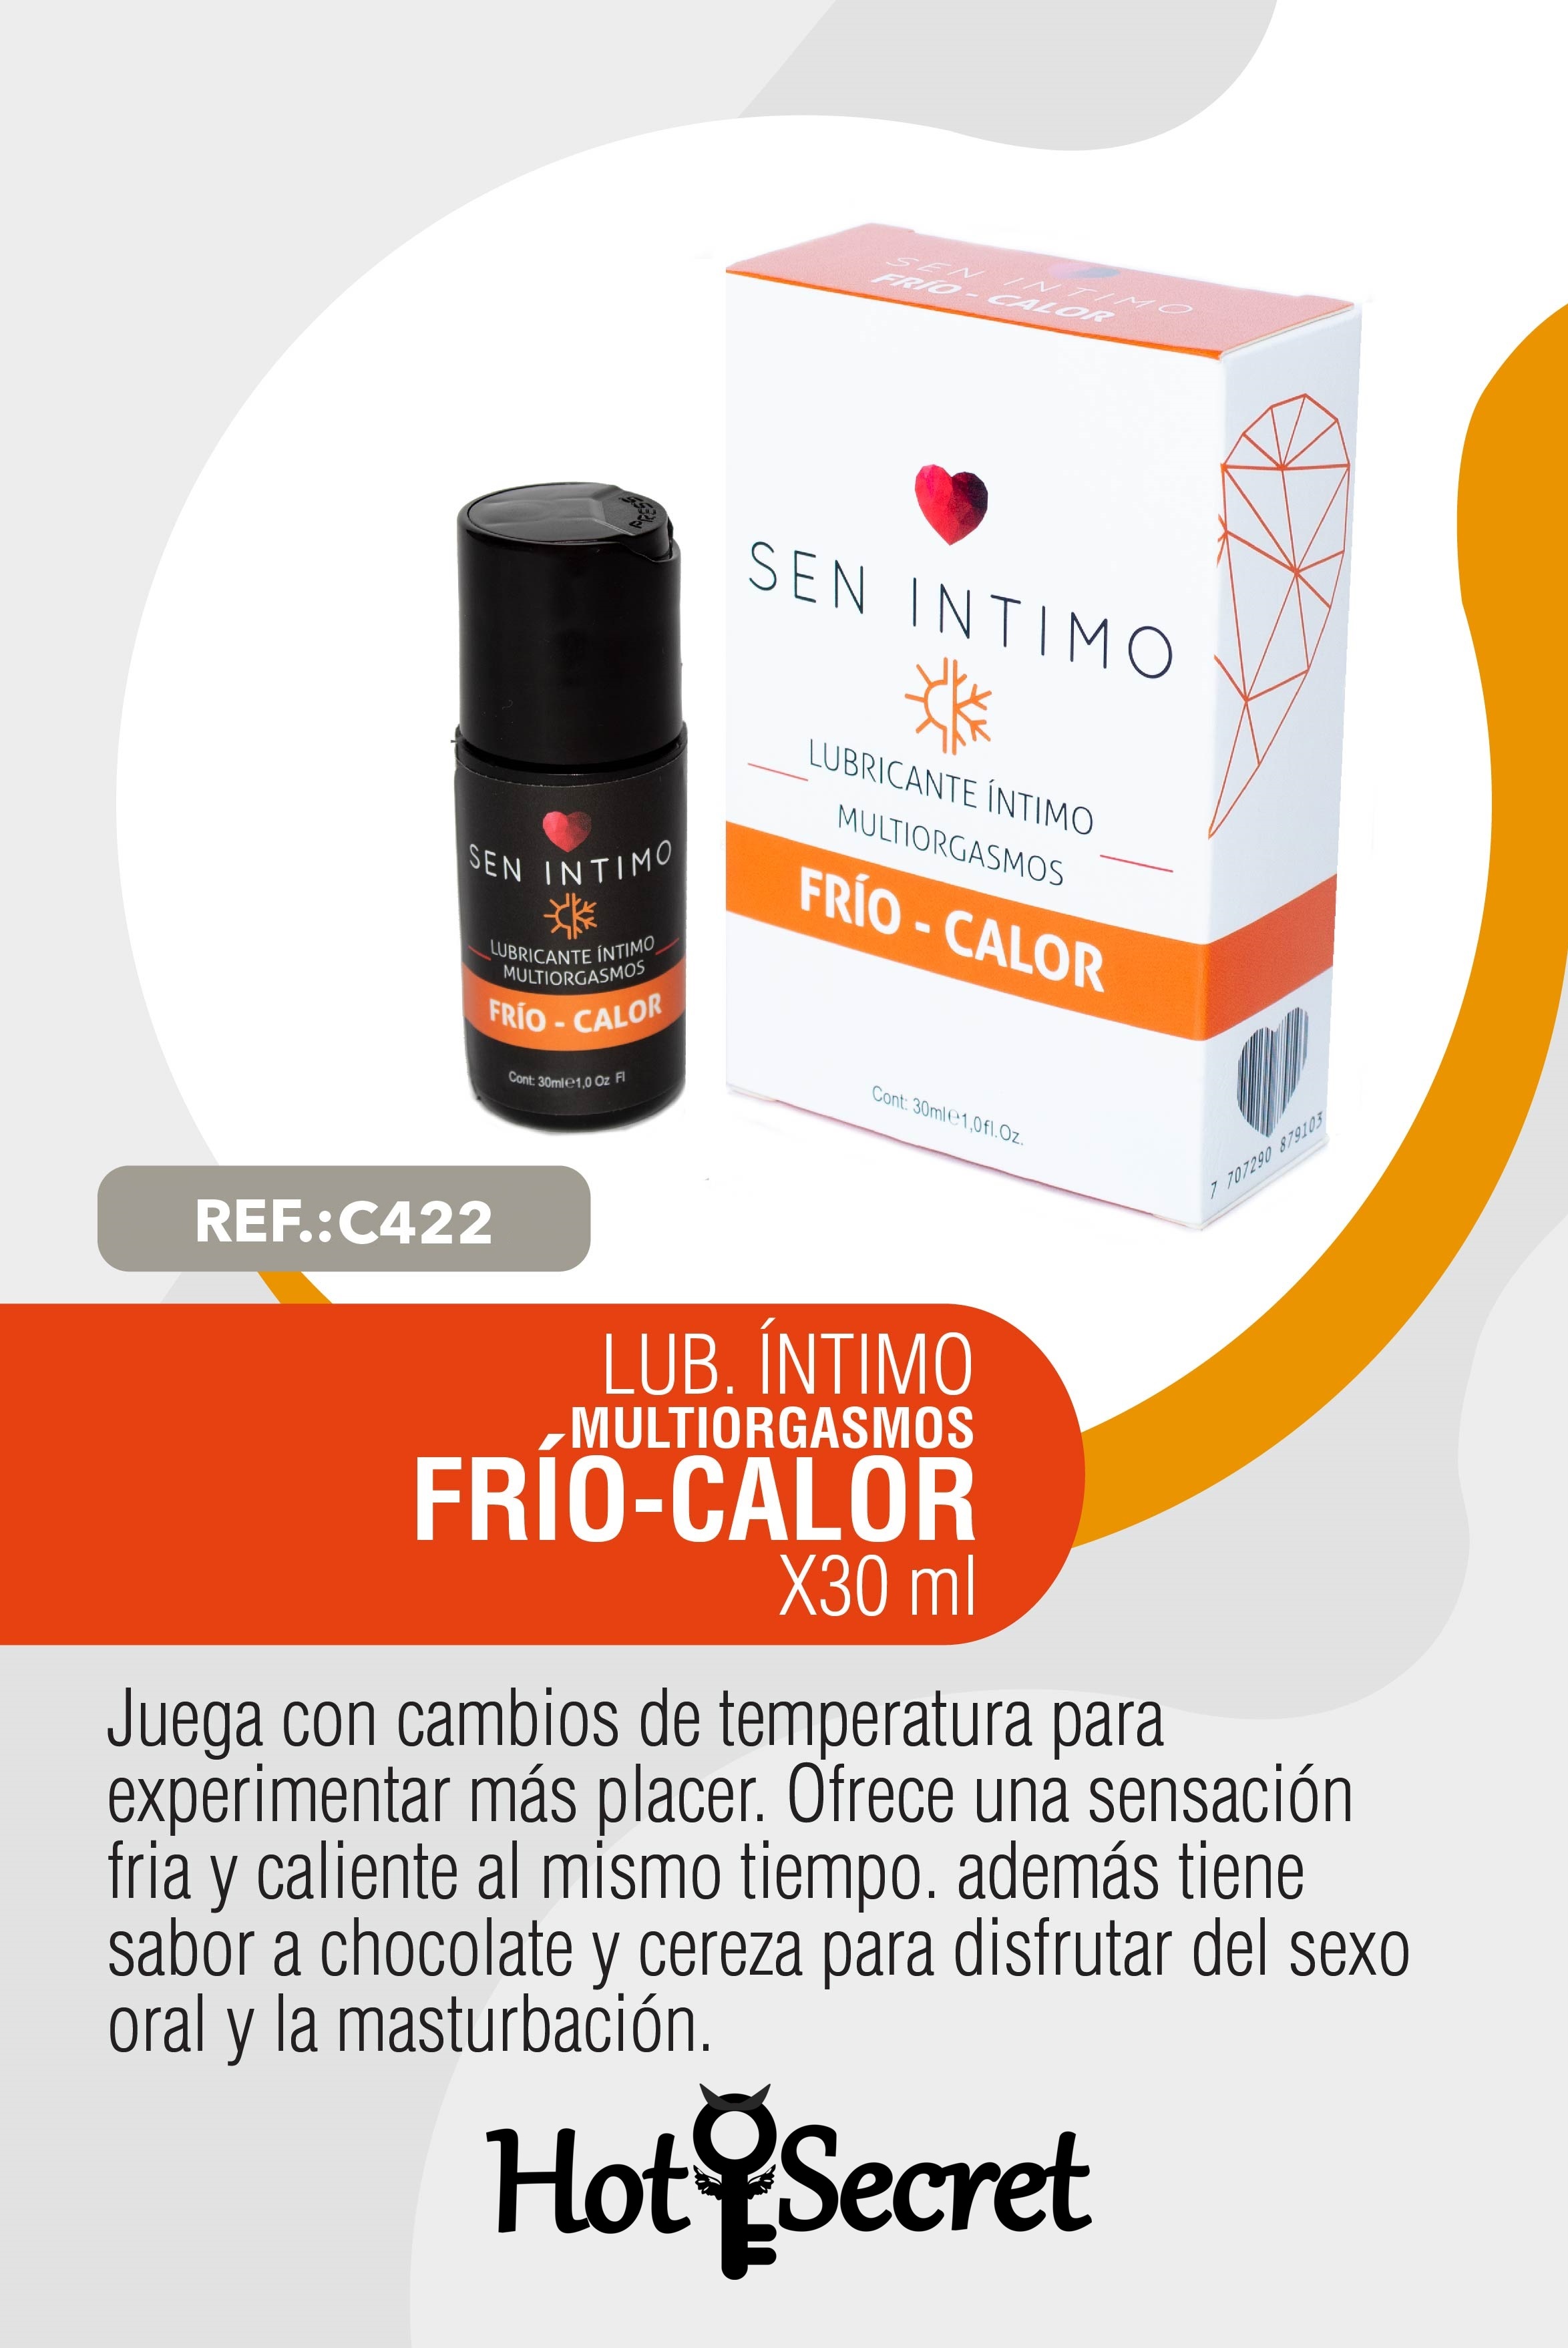 SEN INTIMO
FRÍO - CALOR
SEN INTIMO
LUBRICANTE ÍNTIMO
MULTIORGASMOS
FRÍO - CALOR
Cont: 30ml℮1,0fl.Oz.
7 707290 879103
SEN INTIMO
LUBRICANTE ÍNTIMO
MULTIORGASMOS
FRÍO - CALOR
Cont: 30ml℮1,0 Oz Fl
REF.:C422
LUB. ÍNTIMO
MULTIORGASMOS
FRÍO-CALOR
X30 ml
Juega con cambios de temperatura para
experimentar más placer. Ofrece una sensación
fria y caliente al mismo tiempo. además tiene
sabor a chocolate y cereza para disfrutar del sexo
oral y la masturbación.
Hot Secret